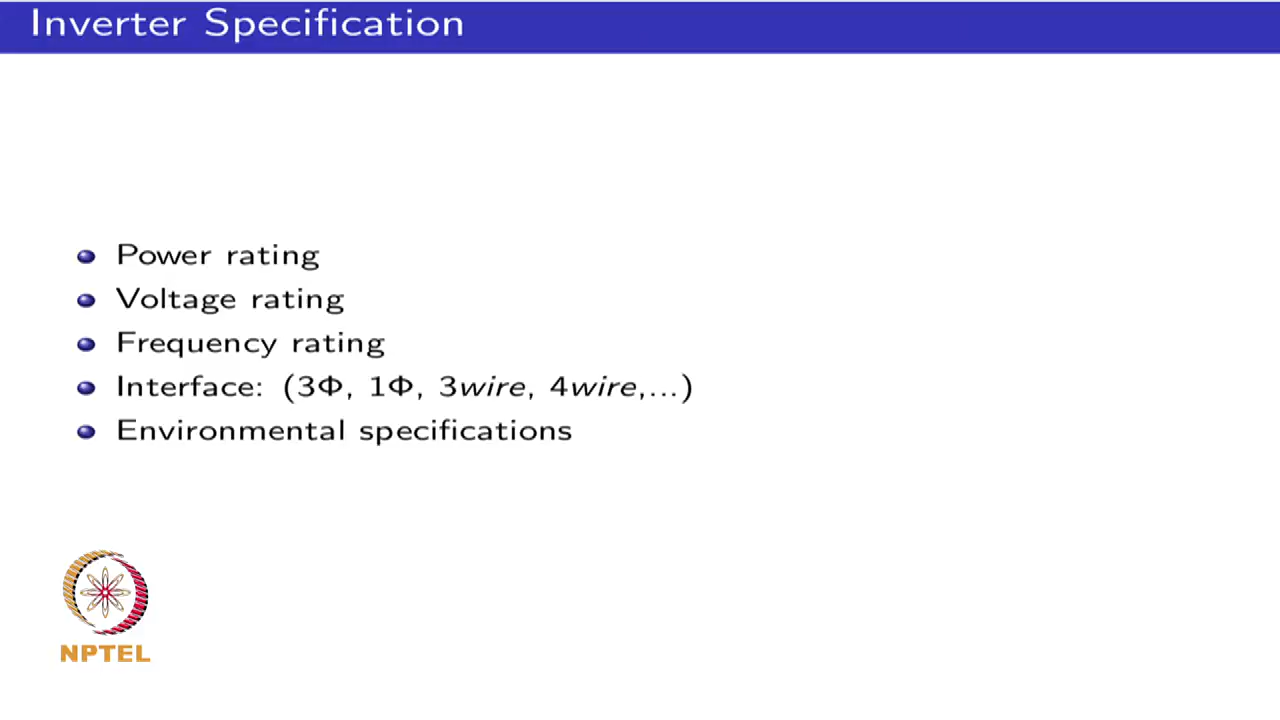 Inverter Specification
Power rating
Voltage rating
Frequency rating
Interface: (3Φ, 1Φ, 3wire, 4wire,...)
Environmental specifications
NPTEL